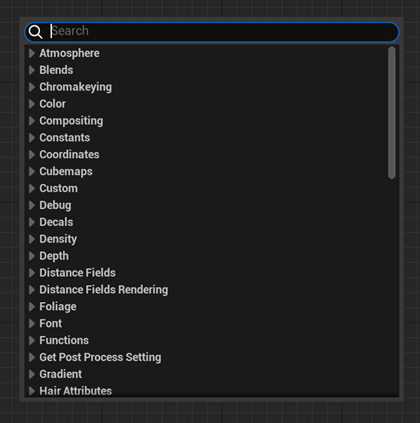 Search
Atmosphere
Blends
Chromakeying
Color
Compositing
Constants
Coordinates
Cubemaps
Custom
Debug
Decals
Density
Depth
Distance Fields
Distance Fields Rendering
Foliage
Font
Functions
Get Post Process Setting
Gradient
Hair Attributes